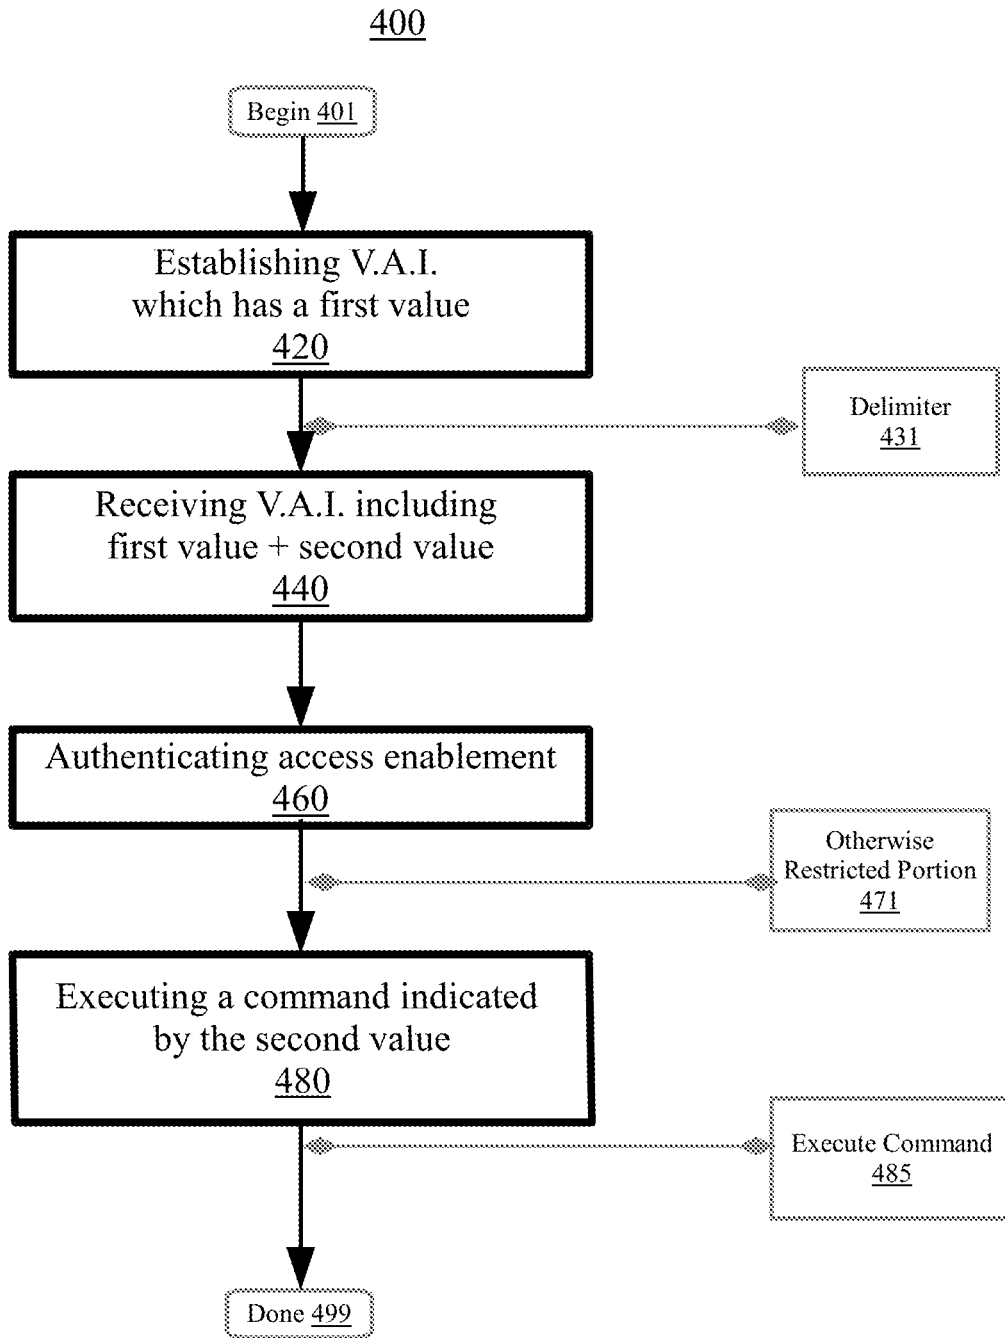 400
Begin 401
Establishing V.A.I.
which has a first value
420
Delimiter
431
Receiving V.A.I. including
first value + second value
440
Authenticating access enablement
460
Otherwise
Restricted Portion
471
Executing a command indicated
by the second value
480
Execute Command
485
Done 499